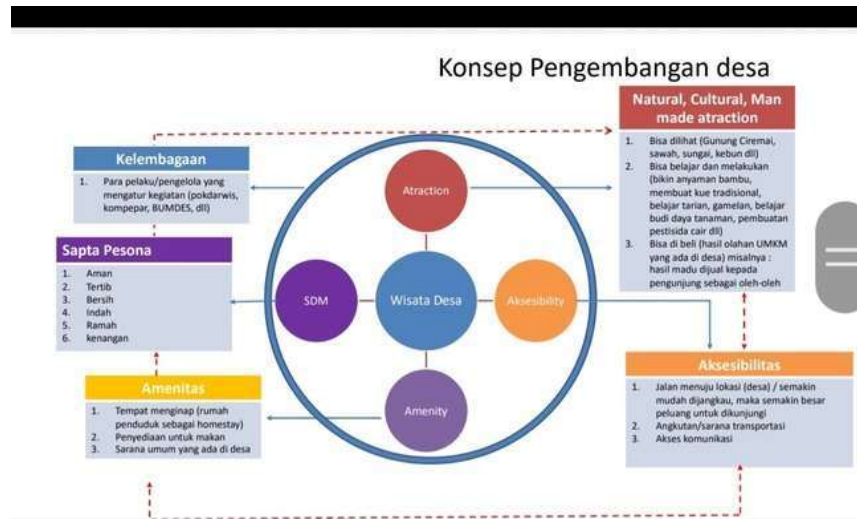 Konsep Pengembangan desa
Natural, Cultural, Man
made atraction
1. Bisa dilihat (Gunung Ciremai,
sawah, sungai, kebun dll)
2. Bisa belajar dan melakukan
(bikin anyaman bambu,
membuat kue tradisional,
belajar tarian, gamelan, belajar
budi daya tanaman, pembuatan
pestisida cair dll)
3. Bisa di beli (hasil olahan UMKM
yang ada di desa) misalnya :
hasil madu dijual kepada
pengunjung sebagai oleh-oleh
Kelembagaan
1. Para pelaku/pengelola yang
mengatur kegiatan (pokdarwis,
kompepar, BUMDES, dll)
Sapta Pesona
1. Aman
2. Tertib
3. Bersih
4. Indah
5. Ramah
6. kenangan
Amenitas
1. Tempat menginap (rumah
penduduk sebagai homestay)
2. Penyediaan untuk makan
3. Sarana umum yang ada di desa
Atraction
SDM
Wisata Desa
Aksesibility
Amenity
Aksesibilitas
1. Jalan menuju lokasi (desa) / semakin
mudah dijangkau, maka semakin besar
peluang untuk dikunjungi
2. Angkutan/sarana transportasi
3. Akses komunikasi